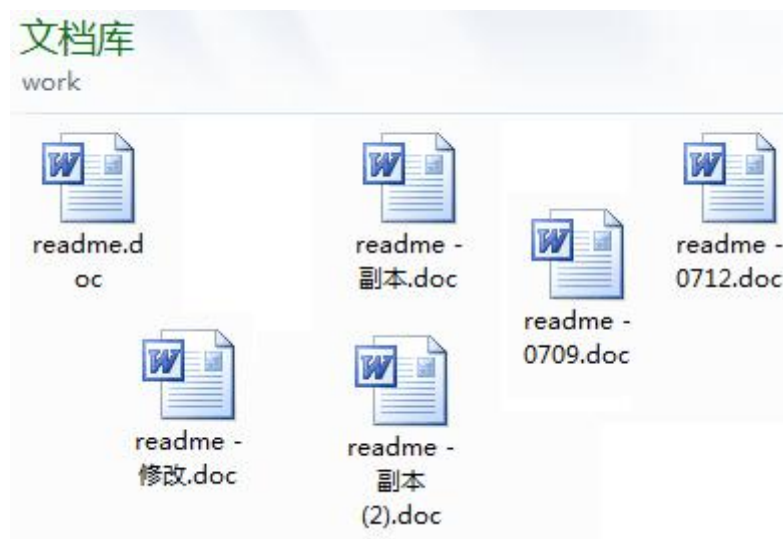 文档库
work
readme.d
oc
readme -
副本.doc
readme -
0709.doc
readme -
0712.doc
readme -
修改.doc
readme -
副本
(2).doc